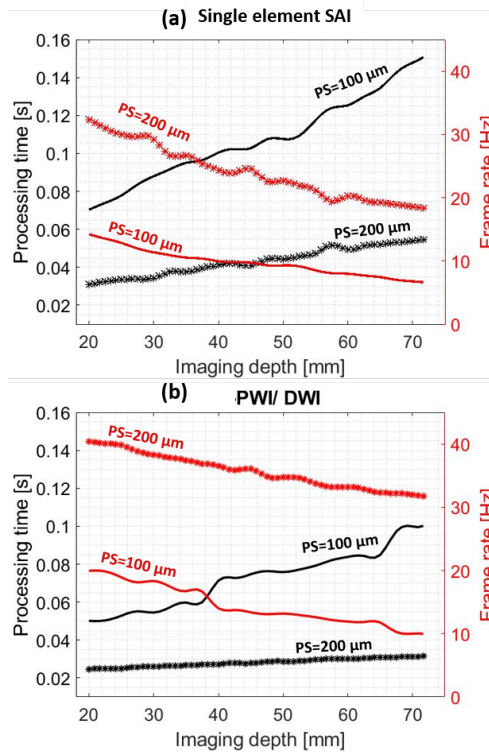 (a) Single element SAI
0.16
0.14
0.12
0.1
0.08
0.06
0.04
0.02
Processing time [s]
PS=200 µm
PS=100 µm
PS=100 µm
PS=200 µm
40
30
20
10
0
Frame rate [Hz]
20 30 40 50 60 70
Imaging depth [mm]
(b) PWI/ DWI
0.16
0.14
0.12
0.1
0.08
0.06
0.04
0.02
Processing time [s]
PS=200 µm
PS=100 µm
PS=100 µm
PS=200 µm
40
30
20
10
0
Frame rate [Hz]
20 30 40 50 60 70
Imaging depth [mm]